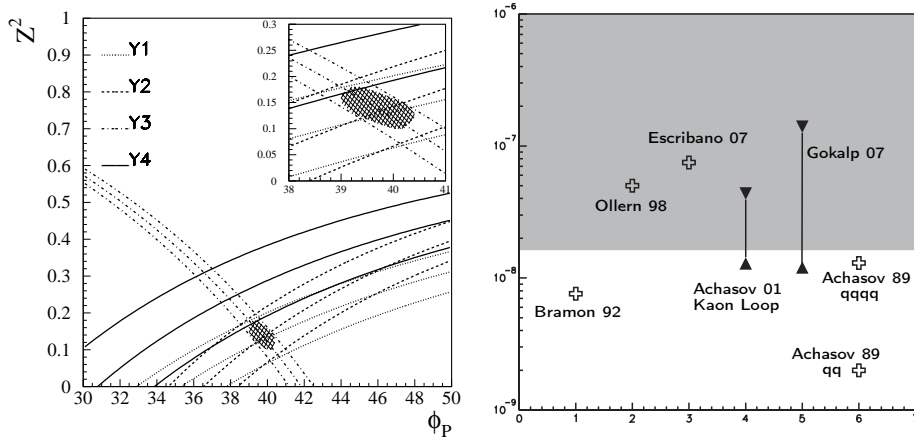 Z²
1
0.9
0.8
0.7
0.6
0.5
0.4
0.3
0.2
0.1
0
Y1
Y2
Y3
Y4
0.3
0.25
0.2
0.15
0.1
0.05
0
38 39 40 41
30 32 34 36 38 40 42 44 46 48 50
ϕP
10⁻⁶
10⁻⁷
10⁻⁸
10⁻⁹
Escribano 07
Gokalp 07
Ollern 98
Achasov 01
Kaon Loop
Achasov 89
qqqq
Bramon 92
Achasov 89
qq
0 1 2 3 4 5 6 7